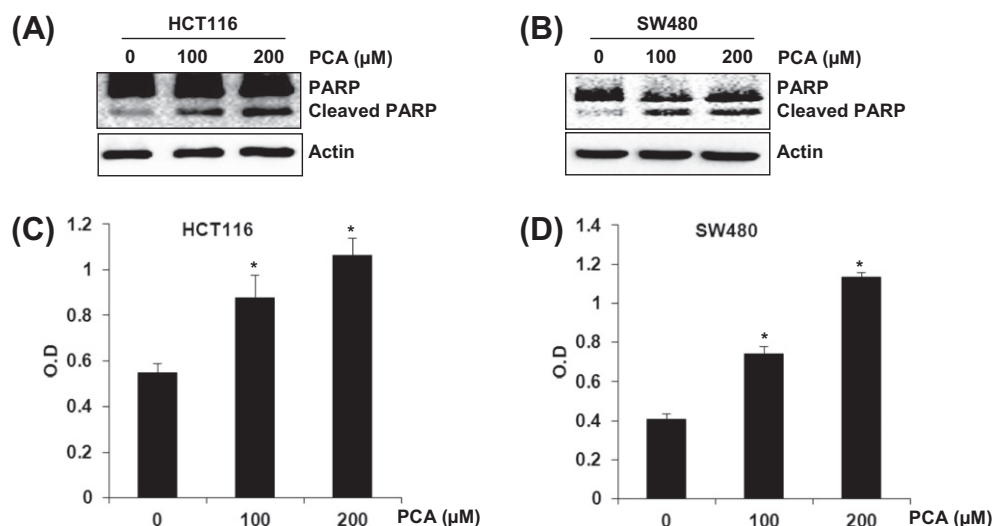 (A)
HCT116
0 100 200 PCA (µM)
PARP
Cleaved PARP
Actin
(B)
SW480
0 100 200 PCA (µM)
PARP
Cleaved PARP
Actin
(C)
HCT116
O.D
1.2
1
0.8
0.6
0.4
0.2
0
*
*
0 100 200 PCA (µM)
(D)
SW480
O.D
1.4
1.2
1
0.8
0.6
0.4
0.2
0
*
*
0 100 200 PCA (µM)